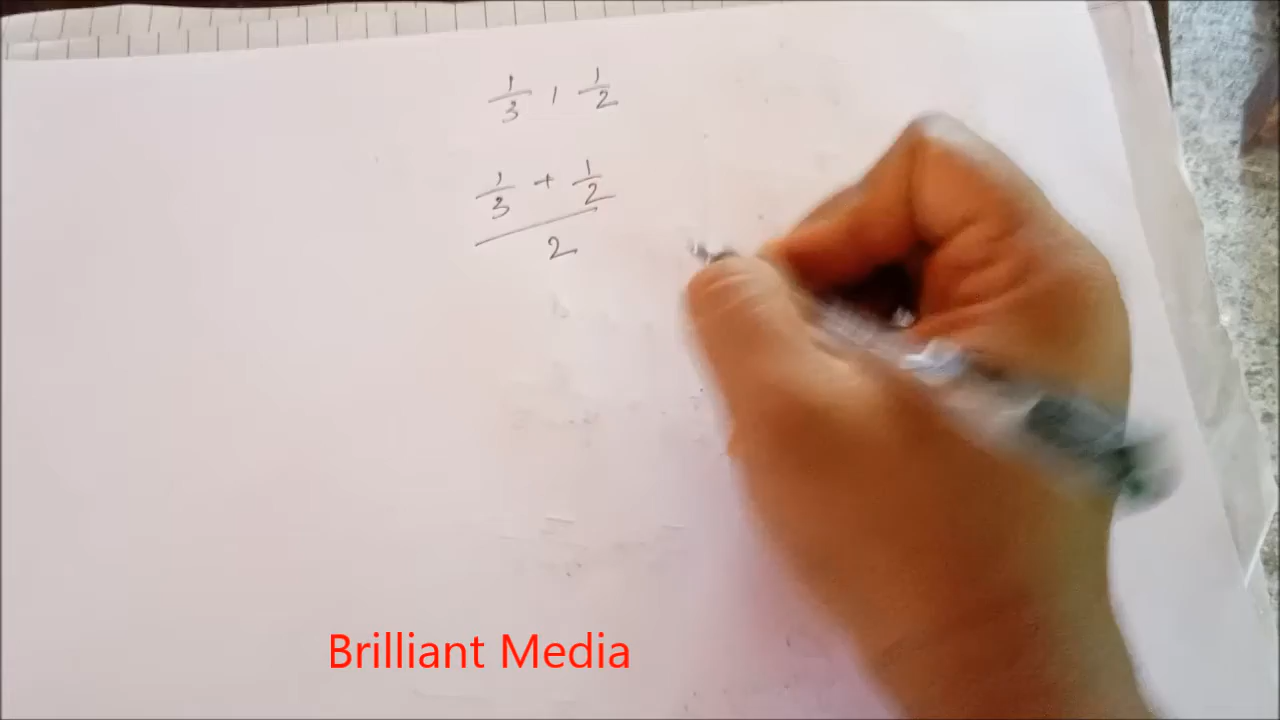 1/3 , 1/2
1/3 + 1/2
2
Brilliant Media